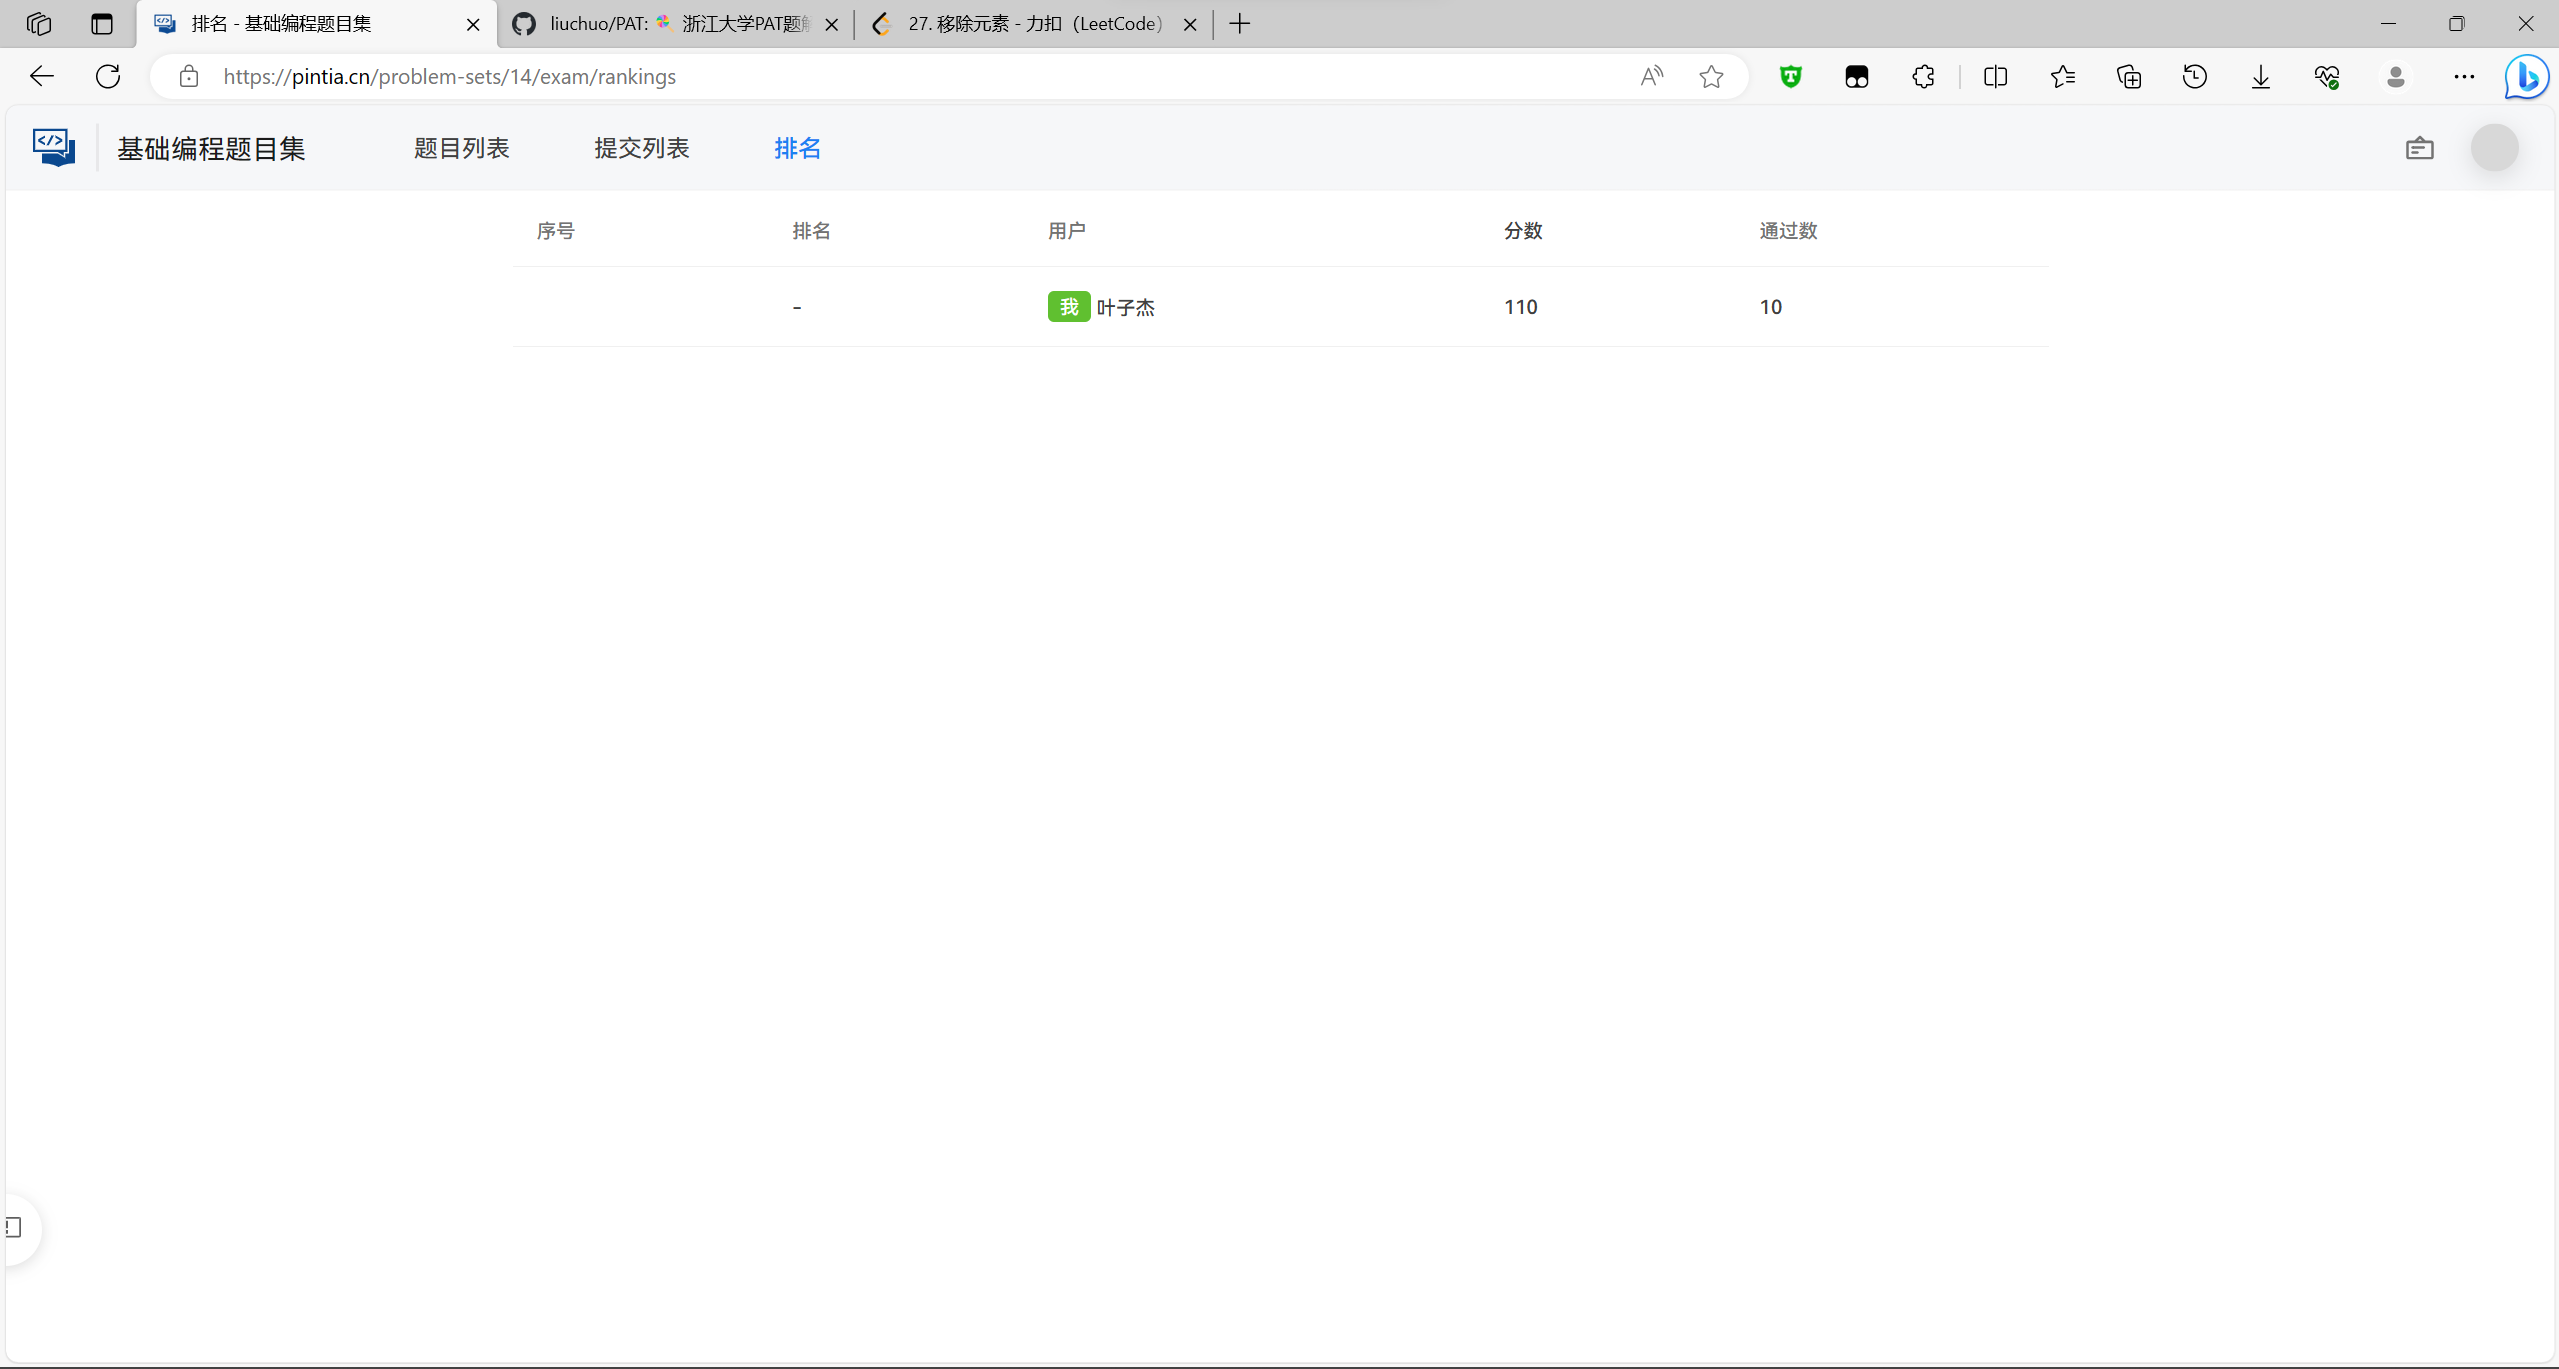 排名 - 基础编程题目集
liuchuo/PAT: 浙江大学PAT题解
27. 移除元素 - 力扣（LeetCode）
https://pintia.cn/problem-sets/14/exam/rankings
基础编程题目集 题目列表 提交列表 排名
序号 排名 用户 分数 通过数
- 我 叶子杰 110 10